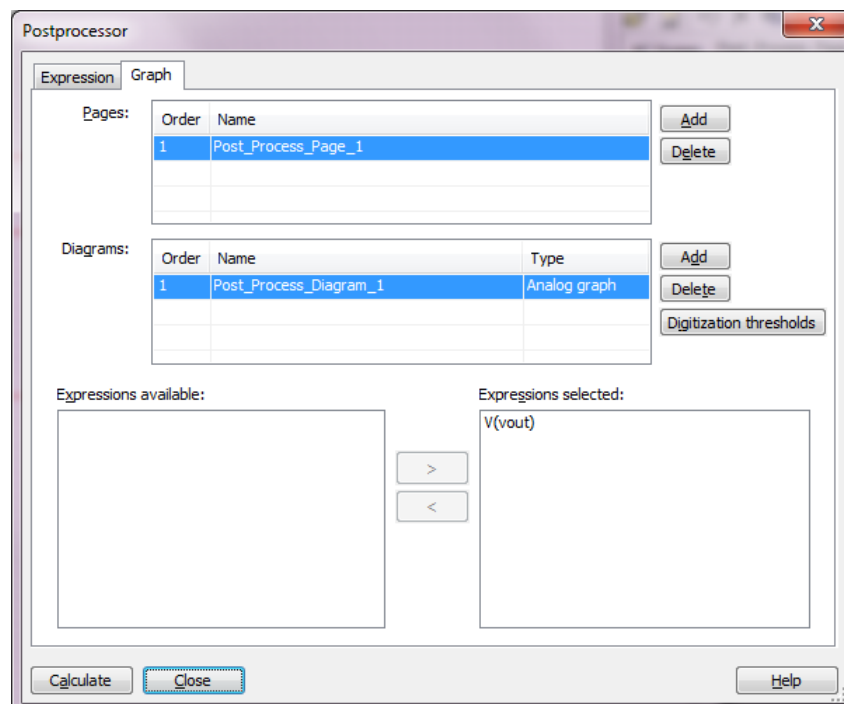 Postprocessor
Expression Graph
Pages:
Order Name
1 Post_Process_Page_1
Add
Delete
Diagrams:
Order Name Type
1 Post_Process_Diagram_1 Analog graph
Add
Delete
Digitization thresholds
Expressions available:
Expressions selected:
V(vout)
>
<
Calculate Close Help